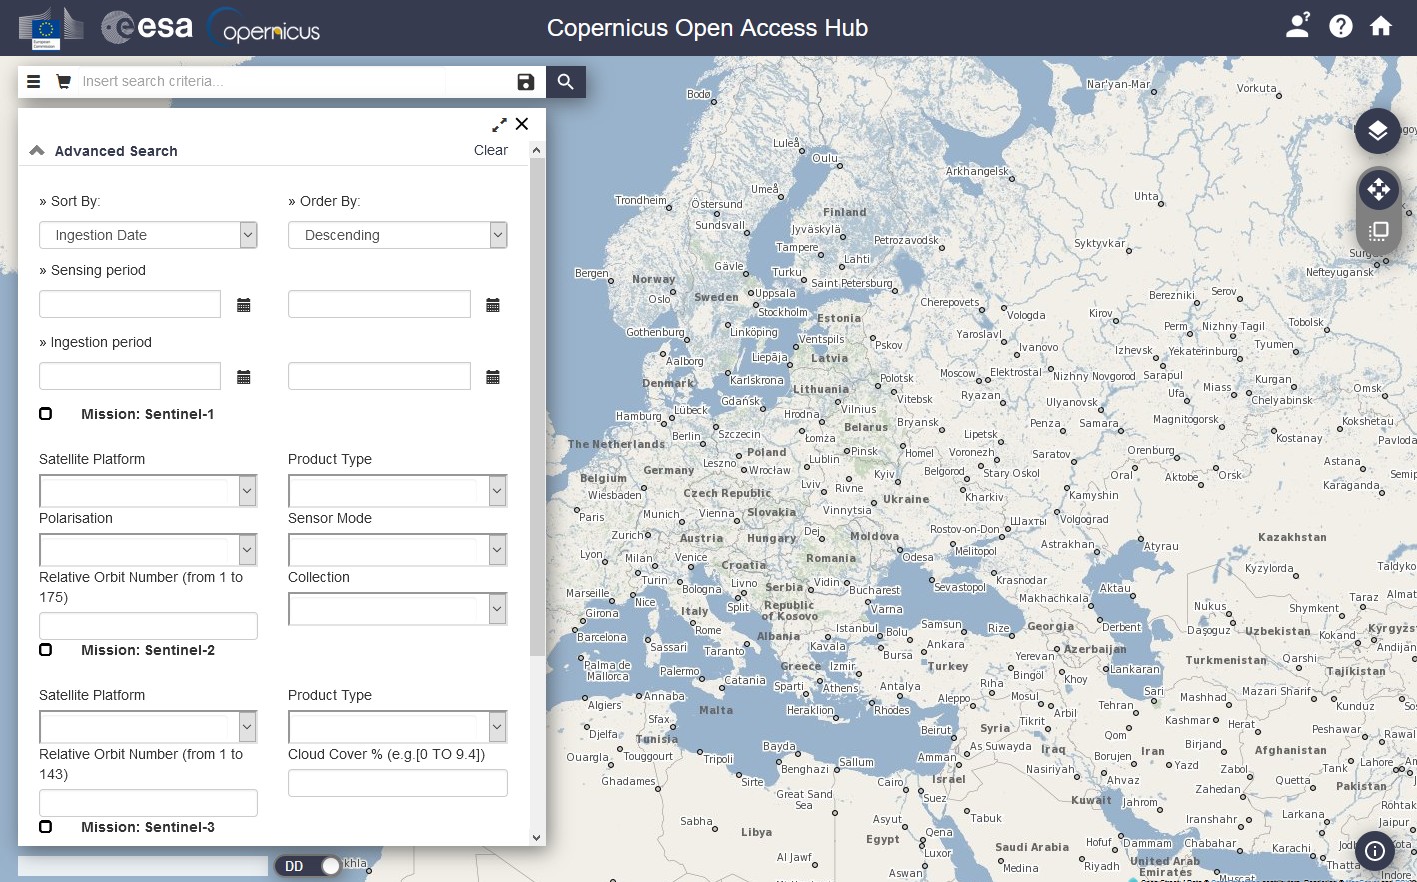 European Commission
esa
opernicus
Copernicus Open Access Hub
?
Insert search criteria...
Advanced Search
Clear
» Sort By:
» Order By:
Ingestion Date
Descending
» Sensing period
» Ingestion period
Mission: Sentinel-1
Satellite Platform
Product Type
Polarisation
Sensor Mode
Relative Orbit Number (from 1 to
175)
Collection
Mission: Sentinel-2
Satellite Platform
Product Type
Relative Orbit Number (from 1 to
143)
Cloud Cover % (e.g.[0 TO 9.4])
Mission: Sentinel-3
DD
khla
Bodø
Nar'yan-Mar
Vorkuta
Luleå
Oulu
Arkhangelsk
Umeå
Uhta
Trondheim
Östersund
Finland
Sundsvall
Jyväskylä
Tampere
Petrozavodsk
Syktyvkar
Lahti
Gävle
Turku
Bergen
Norway
Saint Petersburg
Nefteyugansk
Oslo
Sweden
Uppsala
Stockholm
Cherepovets
Berezniki
Serov
Estonia
Vologda
Kirov
Gothenburg
Linköping
Ventspils
Pskov
Yaroslavl
Perm
Nizhny Tagil
Tobolsk
Ivanovo
Izhevsk
Yekaterinburg
Tyumen
Aalborg
Liepāja
Latvia
Denmark
Karlskrona
Lithuania
Polotsk
Moscow
Elektrostal
Nizhny Novgorod
Sarapul
Ufa
Miass
Kurgan
Chelyabinsk
Omsk
Gdańsk
Hrodna
Vilnius
Vitebsk
Ryazan
Ulyanovsk
Hamburg
Lübeck
Berlin
Szczecin
Belarus
Bryansk
Penza
Samara
Magnitogorsk
Kokshetau
Łomża
Lipetsk
Kostanay
Pavloda
The Netherlands
Poland
Pinsk
Homel
Voronezh
Saratov
Orenburg
Leszno
Lublin
Germany
Wrocław
Belgorod
Stary Oskol
Oral
Aktobe
Orsk
Astana
Semip
Belgium
Lviv
Rivne
Kyiv
Karaganda
Wiesbaden
Czech Republic
Ukraine
Kharkiv
Kamyshin
Paris
Munich
Vienna
Slovakia
Vinnytsia
Volgograd
Rostov-on-Don
Шахты
Zurich
Austria
Hungary
Dej
Moldova
Kazakhstan
Lyon
Milan
Venice
Romania
Odesa
Melitopol
Astrakhan
Atyrau
Croatia
Kyzylorda
Taldyko
Turin
Bologna
Livno
Serbia
Vidin
Bucharest
Sevastopol
Krasnodar
Aktau
Marseille
Nice
Split
Republic
of Kosovo
Varna
Makhachkala
Nukus
Shymkent
Taraz
Almat
Girona
Italy
Rome
Albania
Istanbul
Bolu
Samsun
Rize
Georgia
Derbent
Daşoguz
Uzbekistan
Kokand
Kyrgyzs
Barcelona
Sassari
Taranto
Kavala
Bursa
Ankara
Yerevan
Azerbaijan
Andijan
Palma de
Mallorca
Palermo
Greece
Izmir
Turkey
Bingöl
Khoy
Lankaran
Turkmenistan
Qarshi
Tajikistan
Catania
Sparti
Athens
Antalya
Aleppo
Mosul
Sari
Mashhad
Mazari Sharif
Kunduz
Algiers
Annaba
Malta
Heraklion
Rhodes
Arbil
Tehran
Sfax
Tikrit
Kashmar
Herat
Peshawar
Djelfa
Tunisia
Beirut
Syria
Qom
Rawal
Ouargla
Touggourt
Tripoli
Bayda
As Suwayda
Iraq
Borujen
Iran
Birjand
Afghanistan
Benghazi
Sallum
Amman
Nasiriyah
Yazd
Zabol
Tank
Lahore
Ghadames
Sirte
Cairo
Israel
Ahvaz
Quetta
Pakistan
Great Sand
Sea
Suez
Kuwait
Jahrom
Zahedan
Rohtak
Sabha
Libya
Asyut
Tabuk
Iranshahr
Larkana
Jaipur
Egypt
Qena
Luxor
Saudi Arabia
Hofuf
Dammam
Chabahar
Karachi
Kota
Al Jawf
Medina
Riyadh
United Arab
Emirates
Thatta
Aswan
Muscat
Indore